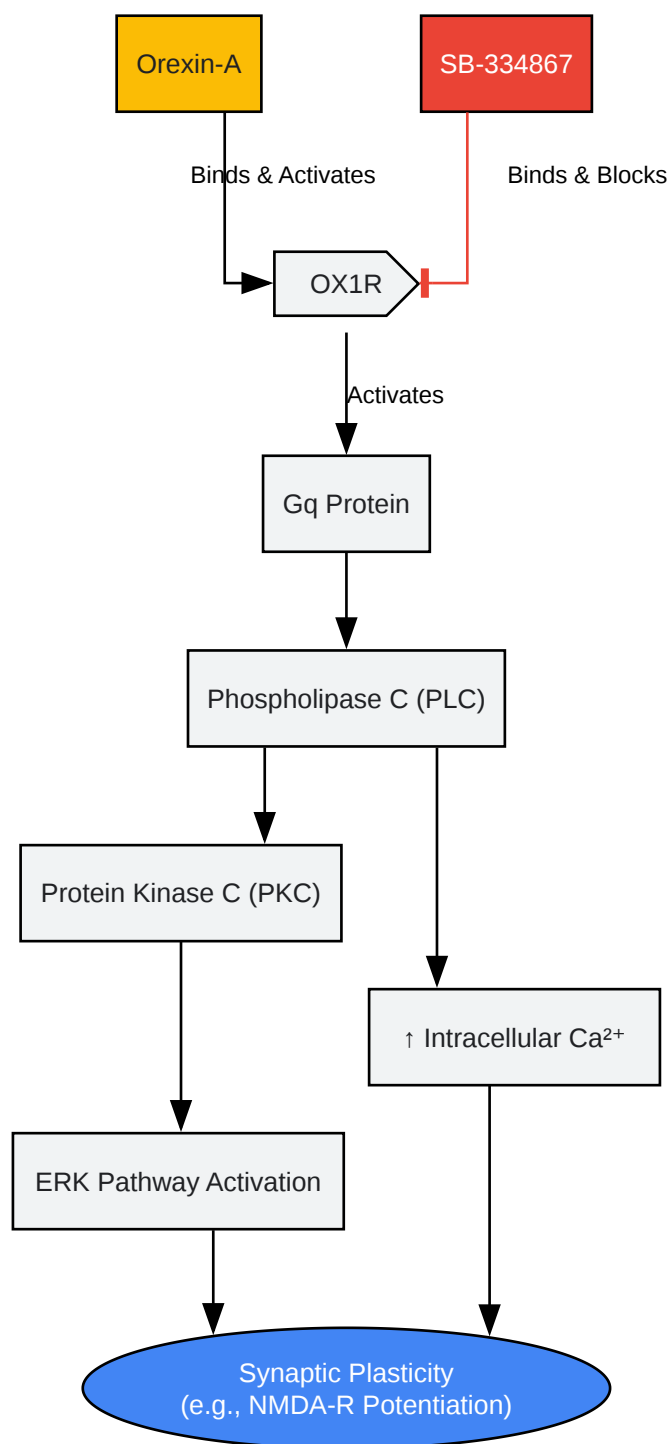 Orexin-A
SB-334867
Binds & Activates
Binds & Blocks
OX1R
Activates
Gq Protein
Phospholipase C (PLC)
Protein Kinase C (PKC)
↑ Intracellular Ca²⁺
ERK Pathway Activation
Synaptic Plasticity
(e.g., NMDA-R Potentiation)